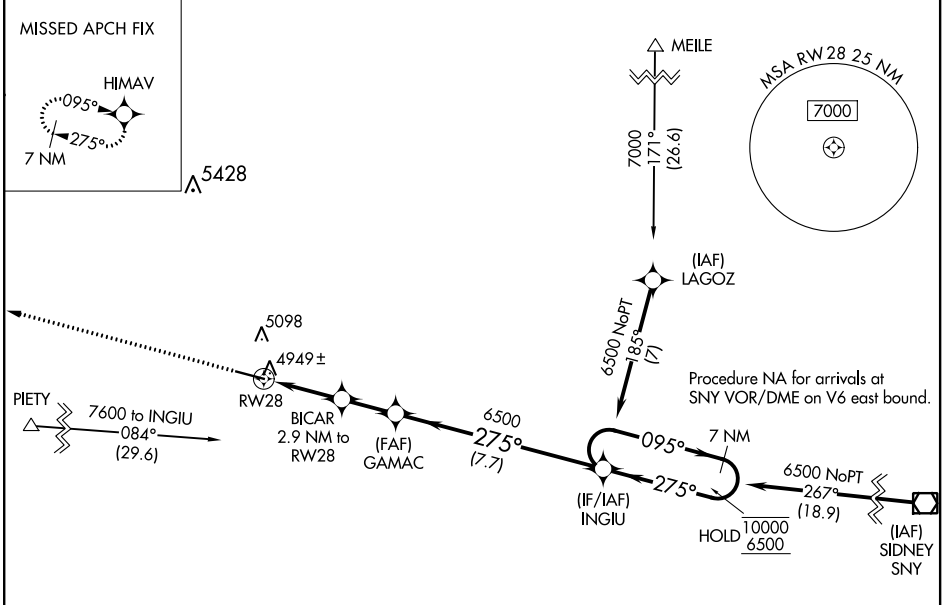 MISSED APCH FIX
HIMAV
095°
275°
7 NM
5428
MEILE
7000
171°
(26.6)
MSA RW28 25 NM
7000
(IAF)
LAGOZ
6500 NoPT
185°
(7)
5098
4949±
RW28
PIETY
7600 to INGIU
084°
(29.6)
BICAR
2.9 NM to
RW28
(FAF)
GAMAC
6500
275°
(7.7)
Procedure NA for arrivals at
SNY VOR/DME on V6 east bound.
095°
7 NM
275°
(IF/IAF)
INGIU
HOLD
10000
6500
6500 NoPT
267°
(18.9)
(IAF)
SIDNEY
SNY